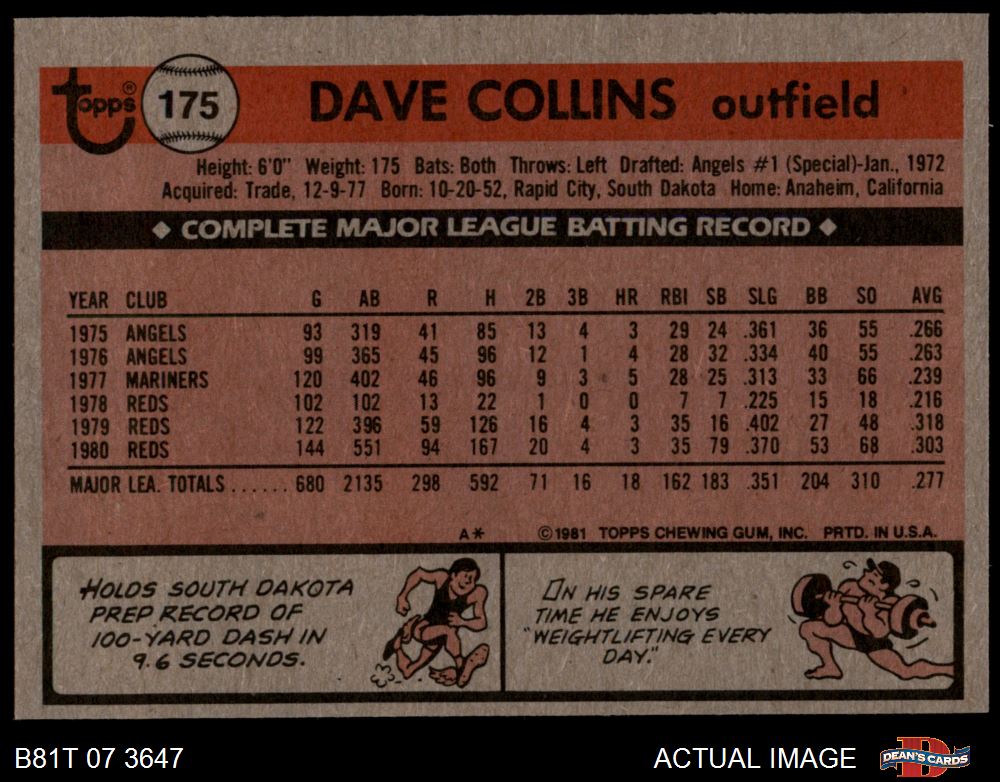 Topps® 175 DAVE COLLINS outfield
Height: 6'0" Weight: 175 Bats: Both Throws: Left Drafted: Angels #1 (Special)-Jan., 1972
Acquired: Trade, 12-9-77 Born: 10-20-52, Rapid City, South Dakota Home: Anaheim, California
◆ COMPLETE MAJOR LEAGUE BATTING RECORD ◆
YEAR CLUB G AB R H 2B 3B HR RBI SB SLG BB SO AVG
1975 ANGELS 93 319 41 85 13 4 3 29 24 .361 36 55 .266
1976 ANGELS 99 365 45 96 12 1 4 28 32 .334 40 55 .263
1977 MARINERS 120 402 46 96 9 3 5 28 25 .313 33 66 .239
1978 REDS 102 102 13 22 1 0 0 7 7 .225 15 18 .216
1979 REDS 122 396 59 126 16 4 3 35 16 .402 27 48 .318
1980 REDS 144 551 94 167 20 4 3 35 79 .370 53 68 .303
MAJOR LEA. TOTALS ...... 680 2135 298 592 71 16 18 162 183 .351 204 310 .277
A* ©1981 TOPPS CHEWING GUM, INC. PRTD. IN U.S.A.
HOLDS SOUTH DAKOTA
PREP RECORD OF
100-YARD DASH IN
9.6 SECONDS.
IN HIS SPARE
TIME HE ENJOYS
"WEIGHTLIFTING EVERY
DAY."
B81T 07 3647 ACTUAL IMAGE DEAN'S CARDS